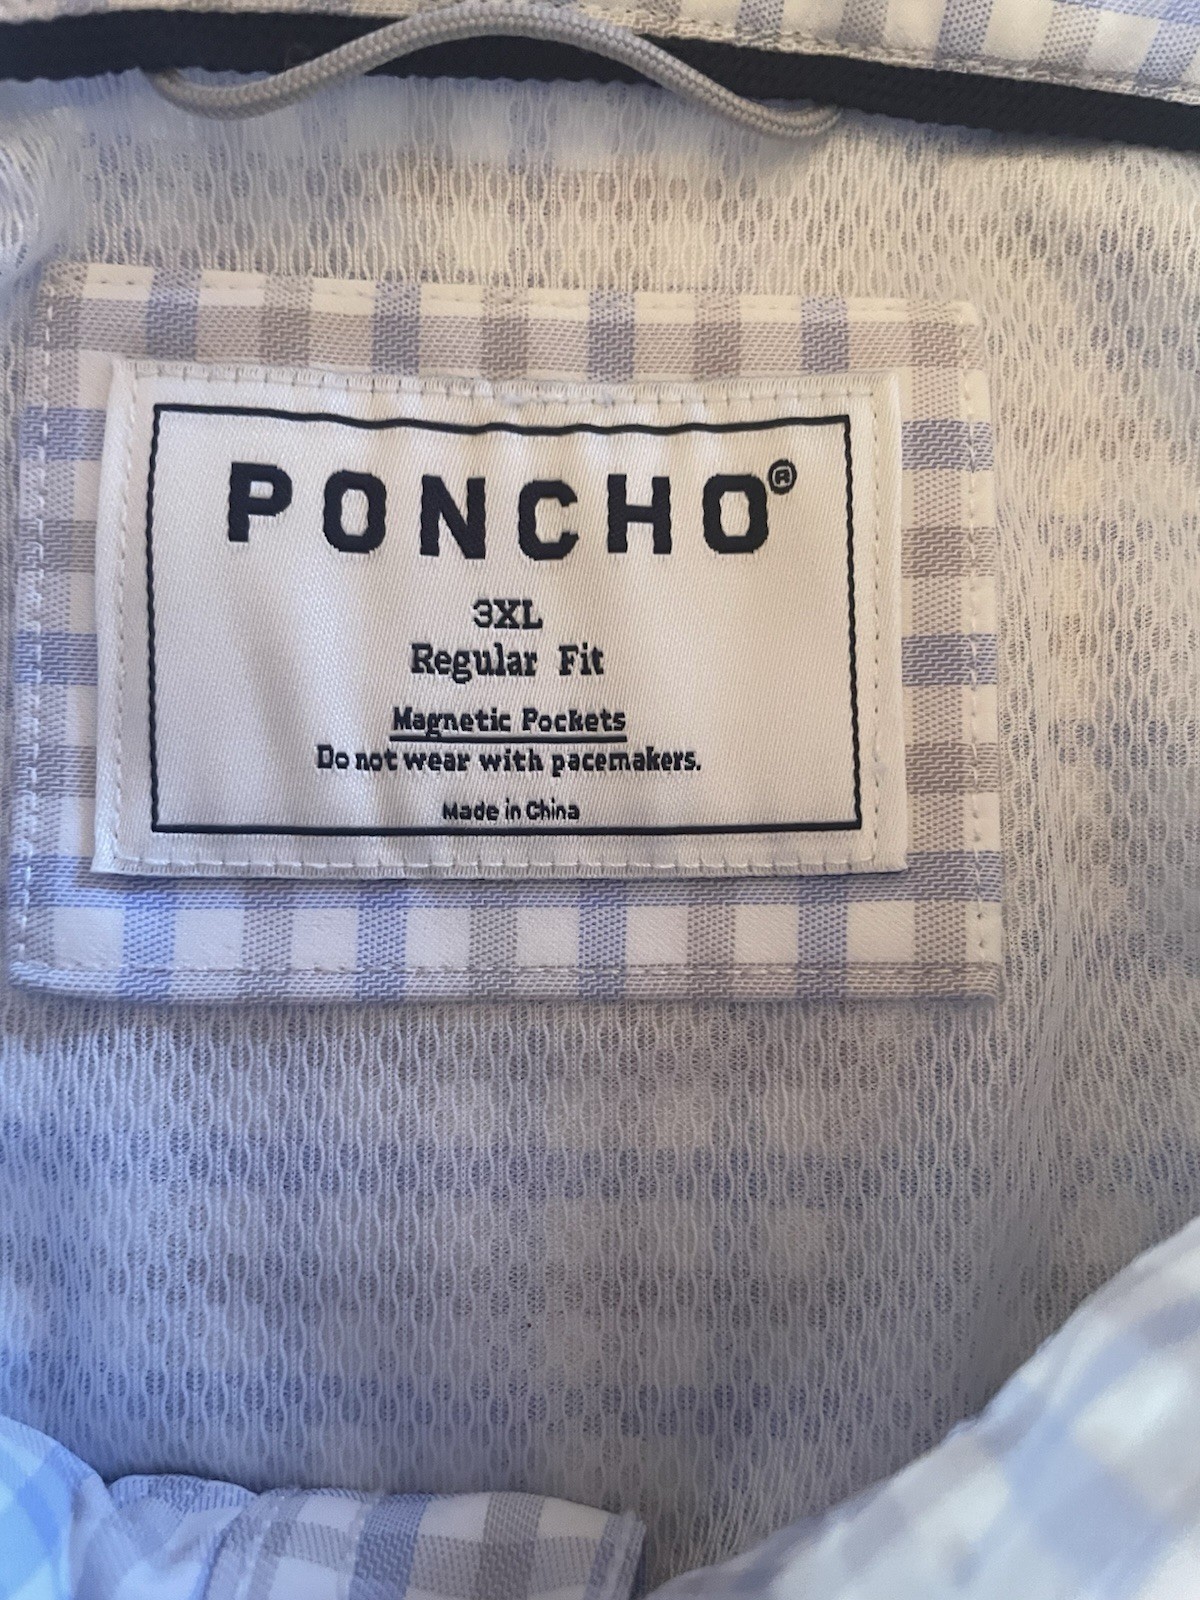 PONCHO®
3XL
Regular Fit
Magnetic Pockets
Do not wear with pacemakers.
Made in China